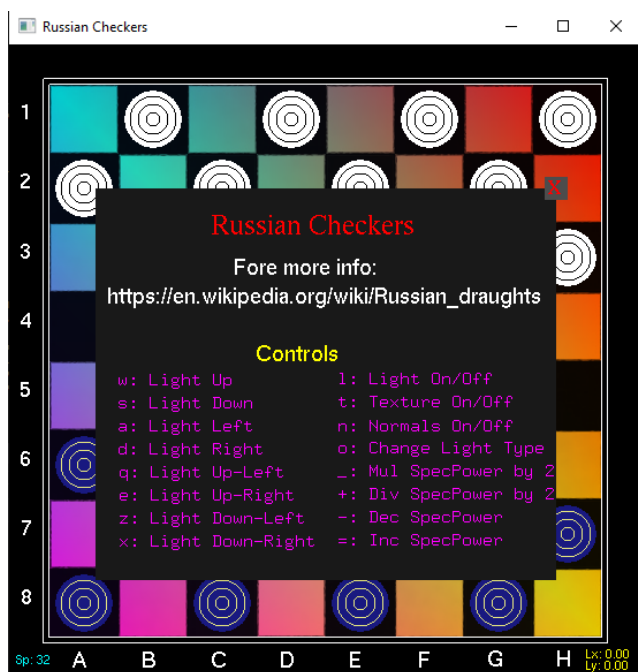 Russian Checkers
1
2
X
Russian Checkers
3
Fore more info:
https://en.wikipedia.org/wiki/Russian_draughts
4
Controls
w: Light Up
l: Light On/Off
5
s: Light Down
t: Texture On/Off
a: Light Left
n: Normals On/Off
6
d: Light Right
o: Change Light Type
q: Light Up-Left
_: Mul SpecPower by 2
e: Light Up-Right
+: Div SpecPower by 2
7
z: Light Down-Left
-: Dec SpecPower
x: Light Down-Right
=: Inc SpecPower
8
Sp: 32
A B C D E F G H
Lx: 0.00
Ly: 0.00